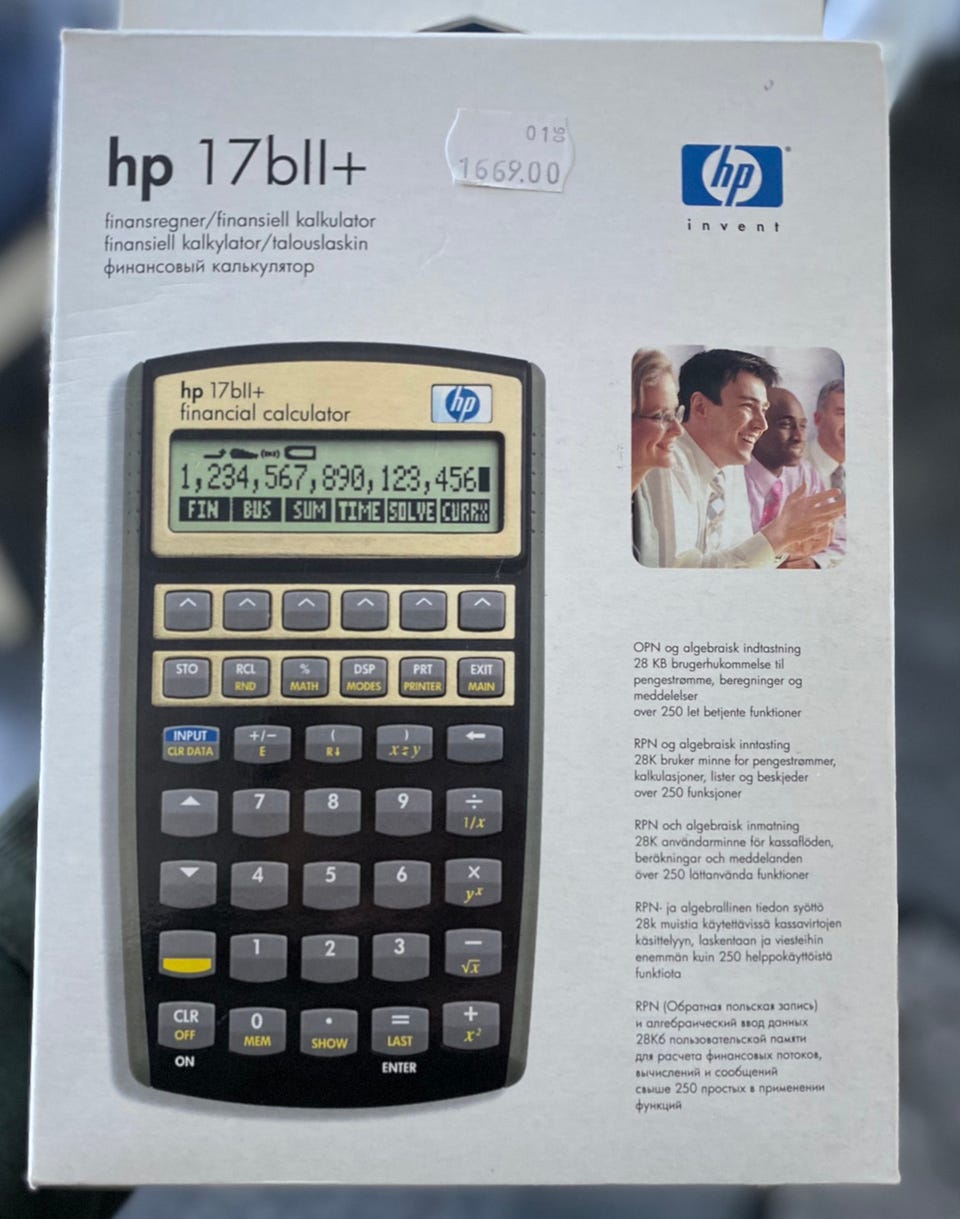 hp 17bII+
finansregner/finansiell kalkulator
finansiell kalkylator/talouslaskin
финансовый калькулятор
01 06
1669.00
hp
invent
hp 17bII+
financial calculator
hp
1,234,567,890,123,456
FIN BUS SUM TIME SOLVE CURRX
STO RCL % DSP PRT EXIT
RND MATH MODES PRINTER MAIN
INPUT +/− ( ) ←
CLR DATA E R↓ x≷y
7 8 9 ÷
1/x
4 5 6 ×
yˣ
1 2 3 −
√x
CLR 0 . = +
OFF MEM SHOW LAST x²
ON ENTER
OPN og algebraisk indtastning
28 KB brugerhukommelse til
pengestrømme, beregninger og
meddelelser
over 250 let betjente funktioner
RPN og algebraisk inntasting
28K bruker minne for pengestrømmer,
kalkulasjoner, lister og beskjeder
over 250 funksjoner
RPN och algebraisk inmatning
28K användarminne för kassaflöden,
beräkningar och meddelanden
över 250 lättanvända funktioner
RPN- ja algebrallinen tiedon syöttö
28k muistia käytettävissä kassavirtojen
käsittelyyn, laskentaan ja viesteihin
enemmän kuin 250 helppokäyttöistä
funktiota
RPN (Обратная польская запись)
и алгебраический ввод данных
28Кб пользовательской памяти
для расчета финансовых потоков,
вычислений и сообщений
свыше 250 простых в применении
функций